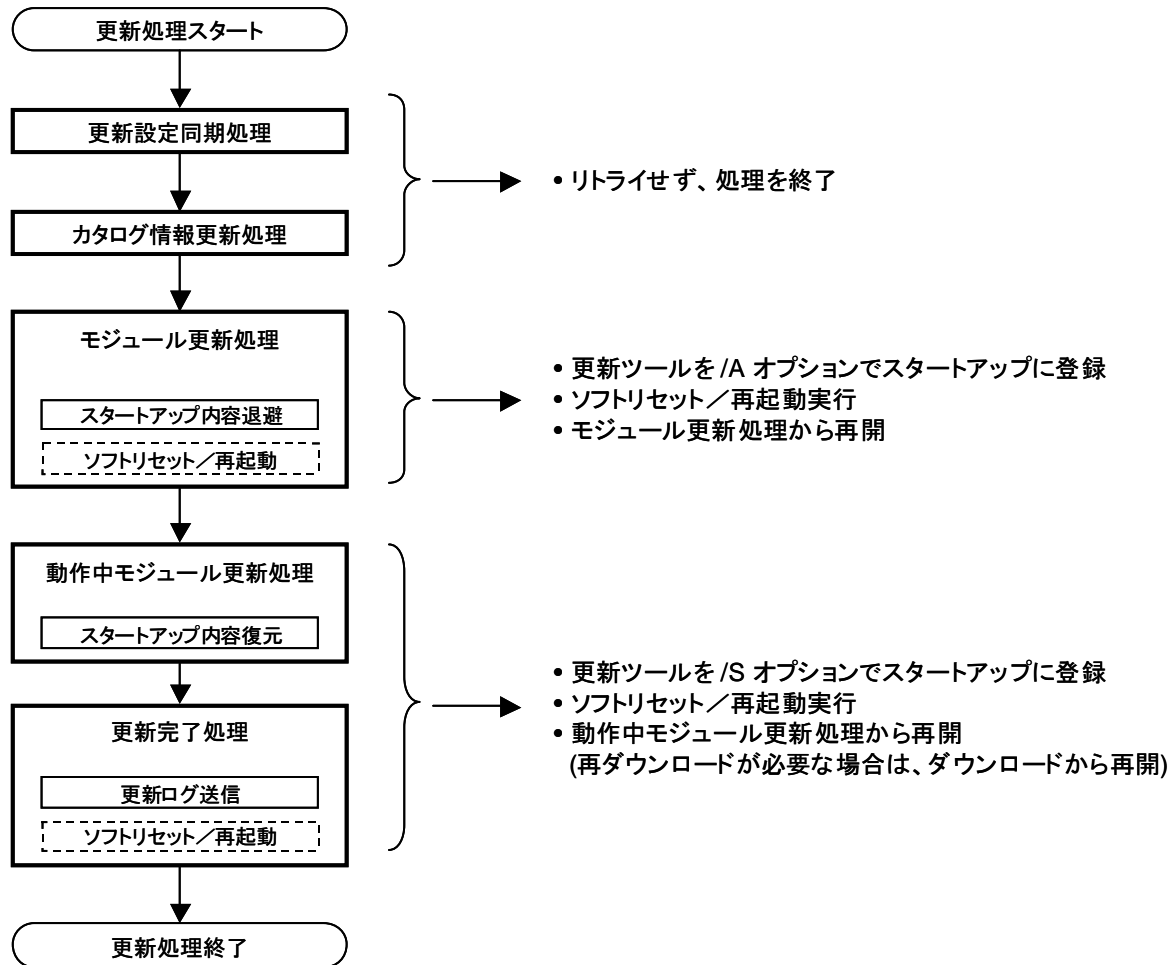 更新処理スタート
更新設定同期処理
カタログ情報更新処理
• リトライせず、処理を終了
モジュール更新処理
スタートアップ内容退避
ソフトリセット／再起動
• 更新ツールを /A オプションでスタートアップに登録
• ソフトリセット／再起動実行
• モジュール更新処理から再開
動作中モジュール更新処理
スタートアップ内容復元
更新完了処理
更新ログ送信
ソフトリセット／再起動
• 更新ツールを /S オプションでスタートアップに登録
• ソフトリセット／再起動実行
• 動作中モジュール更新処理から再開
(再ダウンロードが必要な場合は、ダウンロードから再開)
更新処理終了